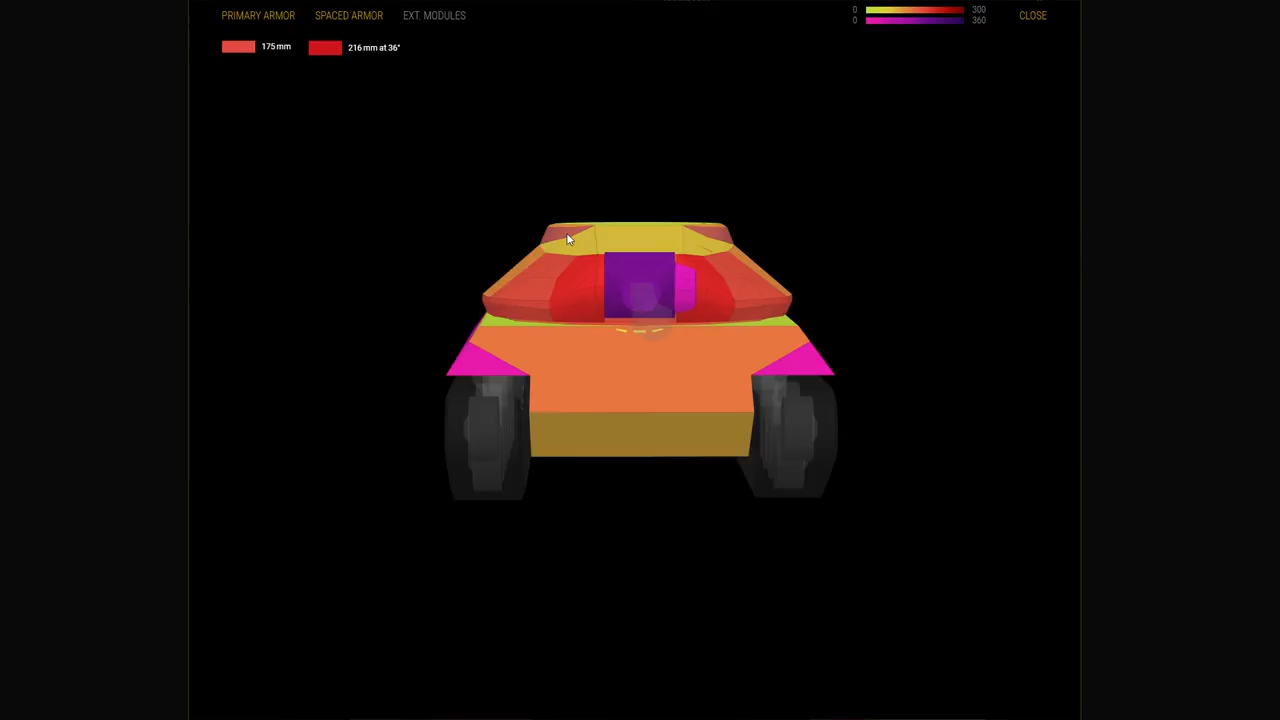 PRIMARY ARMOR SPACED ARMOR EXT. MODULES 0 300 CLOSE
0 360
175 mm 216 mm at 36°